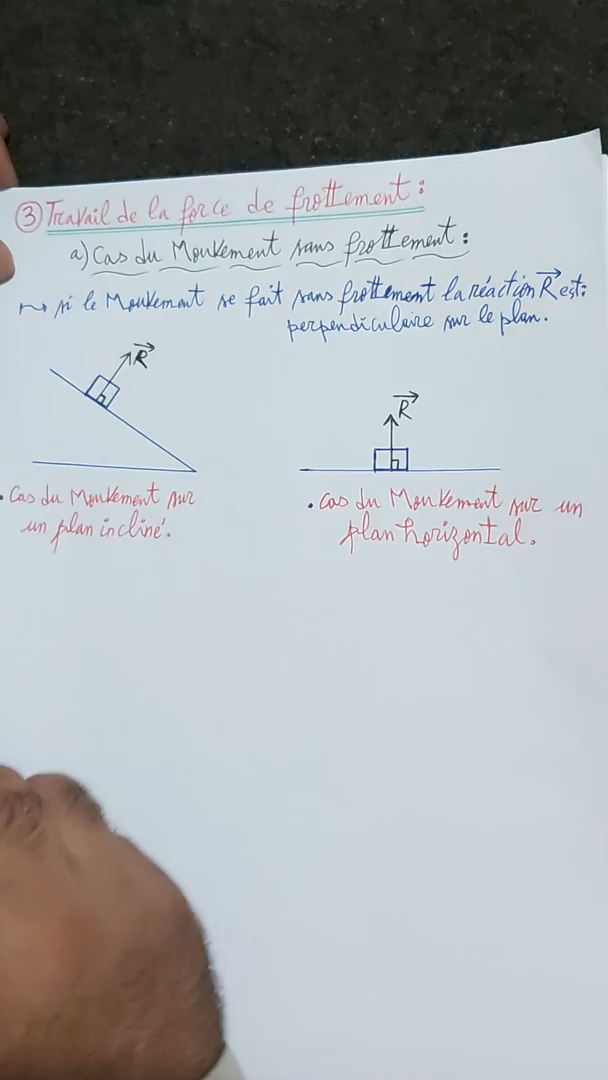 ③ Travail de la force de frottement :
a) Cas du Mouvement sans frottement :
⤳ si le Mouvement se fait sans frottement la réaction R⃗ est :
perpendiculaire sur le plan.
R⃗
R⃗
. Cas du Mouvement sur
un plan incliné.
. Cas du Mouvement sur un
plan horizontal.